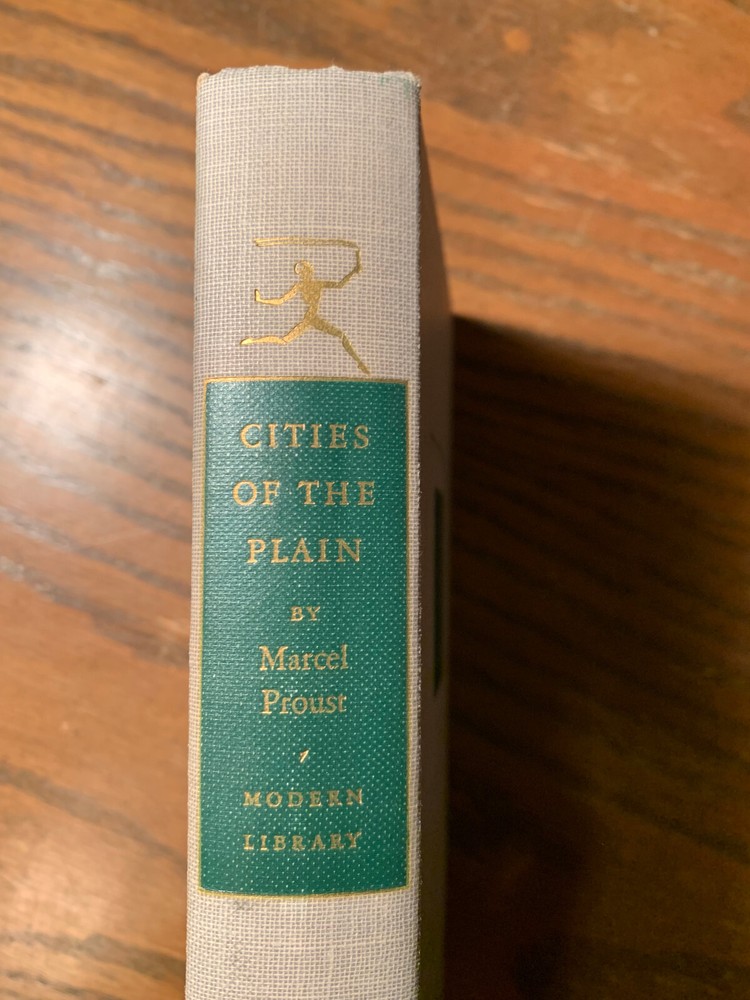 CITIES
OF THE
PLAIN
BY
Marcel
Proust
MODERN
LIBRARY